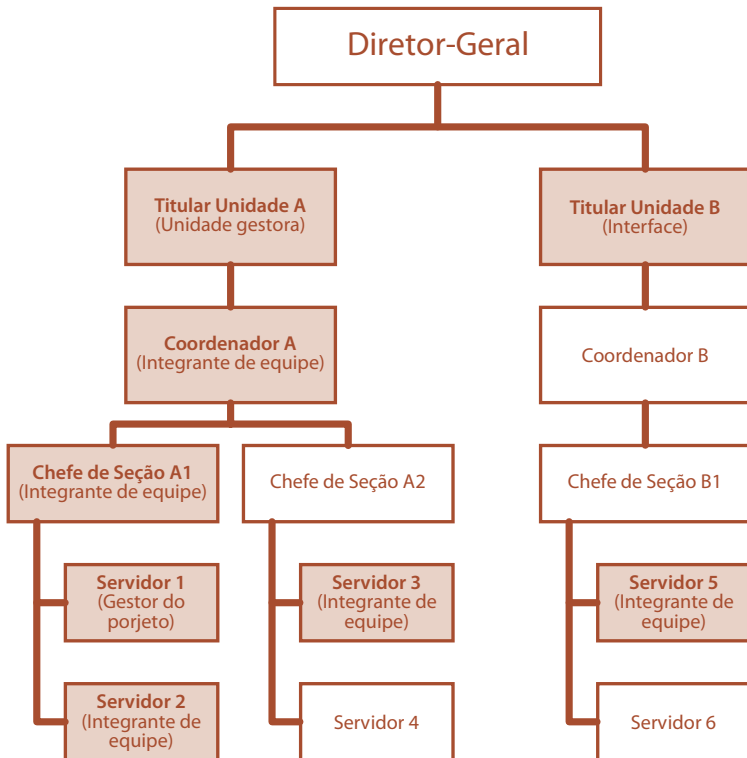 Diretor-Geral
Titular Unidade A
(Unidade gestora)
Titular Unidade B
(Interface)
Coordenador A
(Integrante de equipe)
Coordenador B
Chefe de Seção A1
(Integrante de equipe)
Chefe de Seção A2
Chefe de Seção B1
Servidor 1
(Gestor do
porjeto)
Servidor 3
(Integrante de
equipe)
Servidor 5
(Integrante de
equipe)
Servidor 2
(Integrante de
equipe)
Servidor 4
Servidor 6